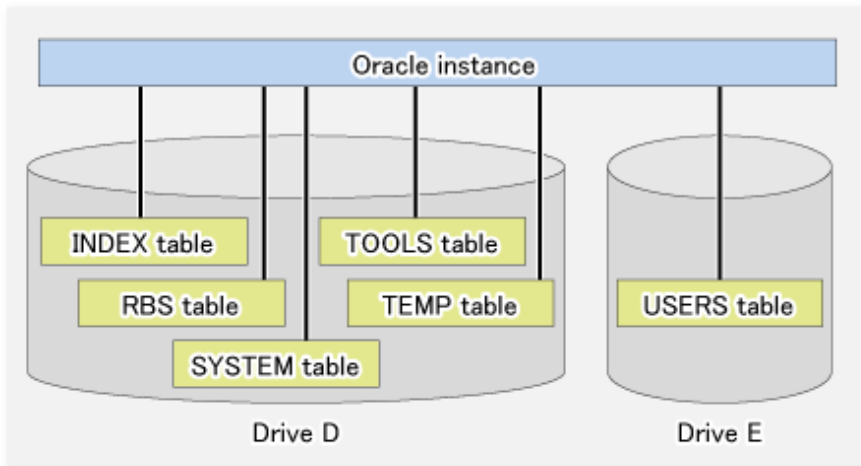 Oracle instance
INDEX table
TOOLS table
RBS table
TEMP table
SYSTEM table
USERS table
Drive D
Drive E